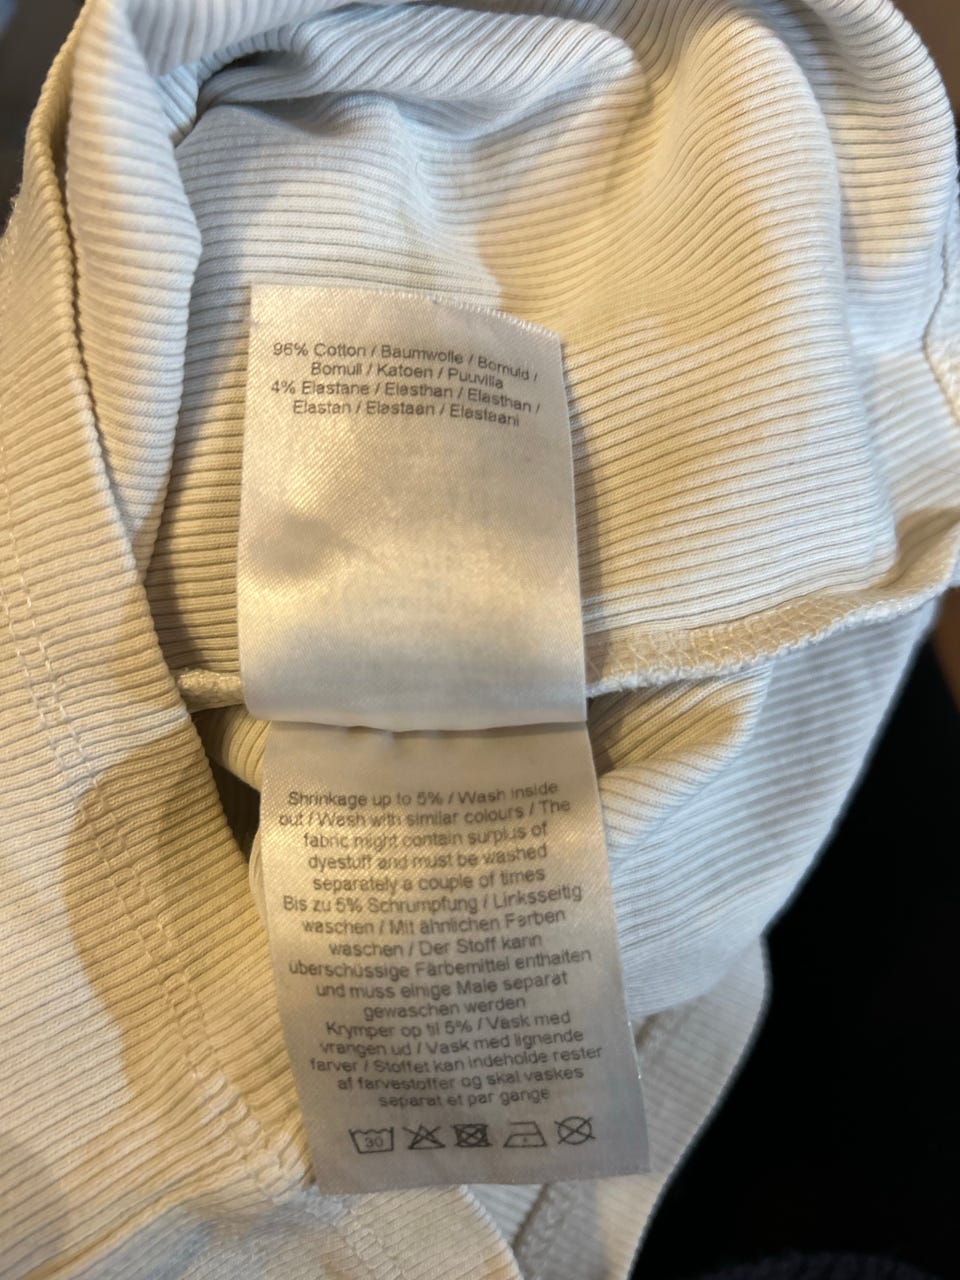 96% Cotton / Baumwolle / Bomuld /
Bomull / Katoen / Puuvilla
4% Elastane / Elasthan / Elasthan /
Elastan / Elastaan / Elastaani
Shrinkage up to 5% / Wash inside
out / Wash with similar colours / The
fabric might contain surplus of
dyestuff and must be washed
separately a couple of times
Bis zu 5% Schrumpfung / Linksseitig
waschen / Mit ähnlichen Farben
waschen / Der Stoff kann
überschüssige Färbemittel enthalten
und muss einige Male separat
gewaschen werden
Krymper op til 5% / Vask med
vrangen ud / Vask med lignende
farver / Stoffet kan indeholde rester
af farvestoffer og skal vaskes
separat et par gange
30